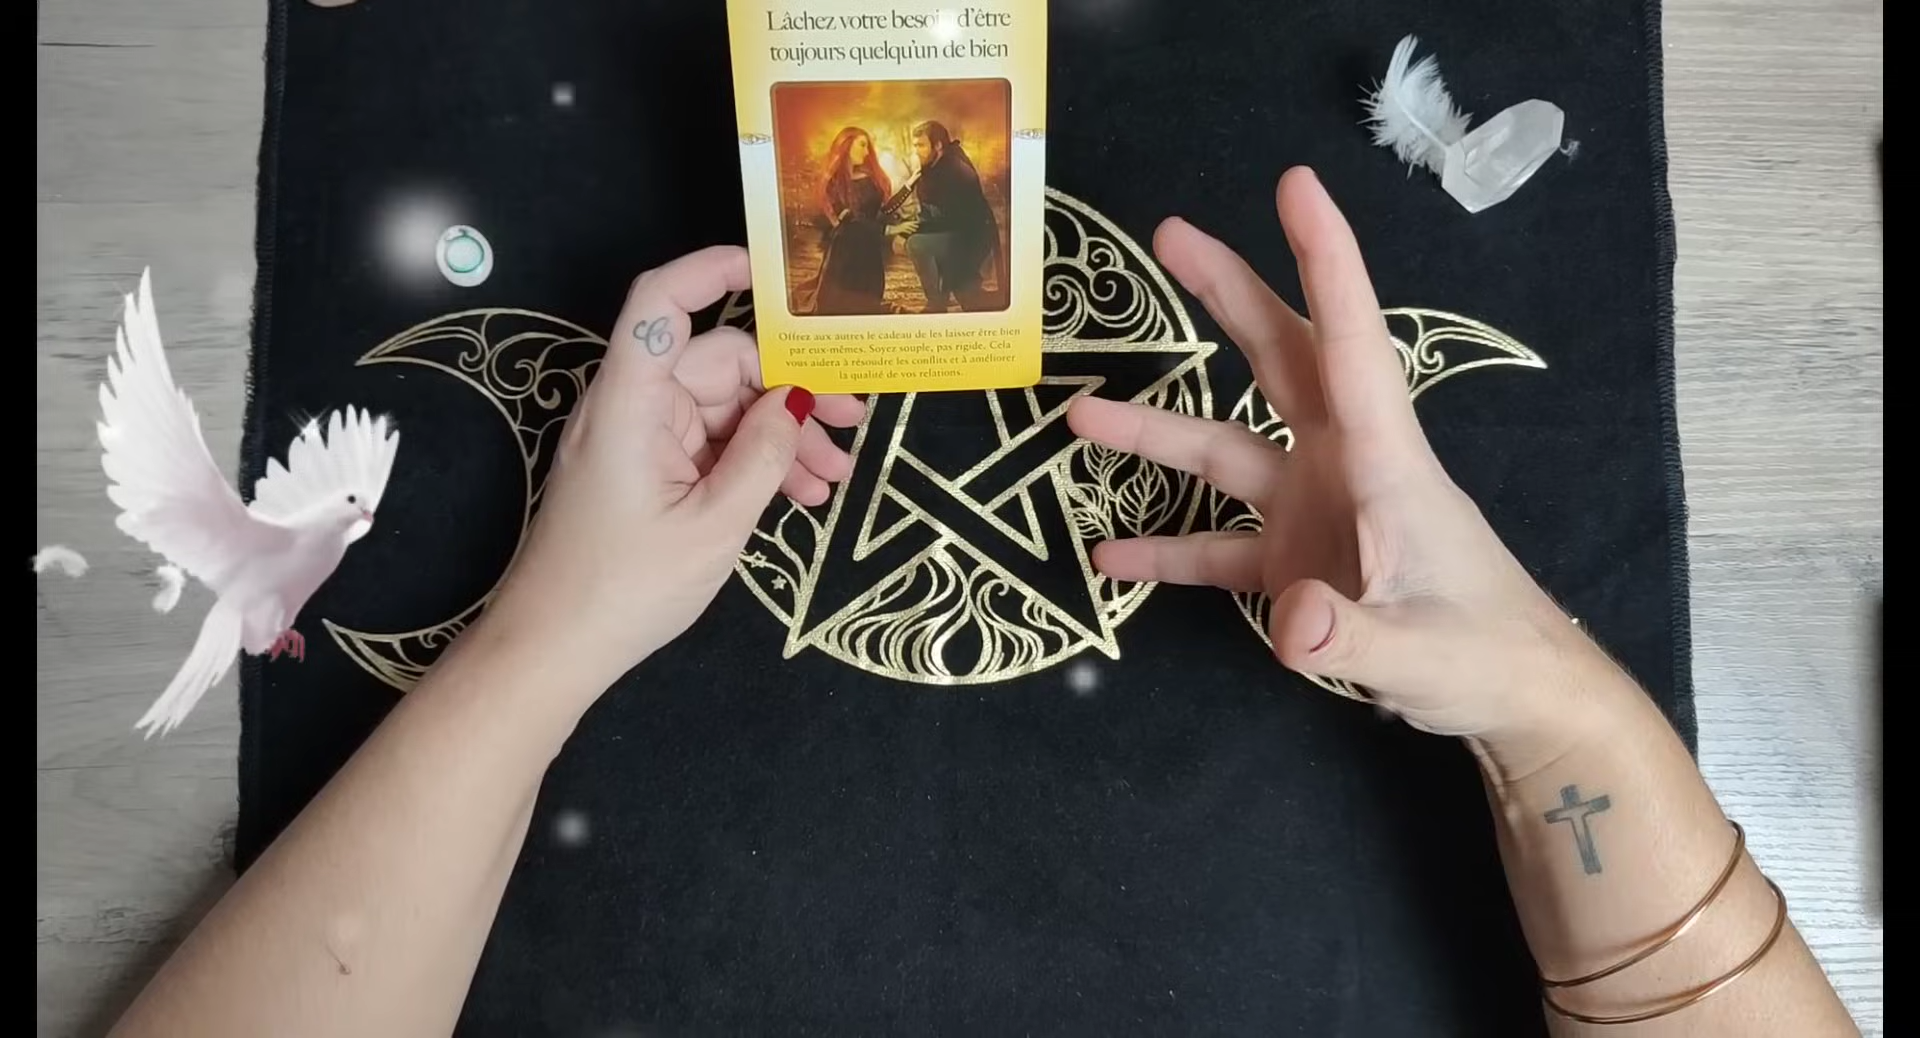 Lâchez votre besoin d'être
toujours quelqu'un de bien
Offrez aux autres le cadeau de les laisser être bien
par eux-mêmes. Soyez souple, pas rigide. Cela
vous aidera à résoudre les conflits et à améliorer
la qualité de vos relations.